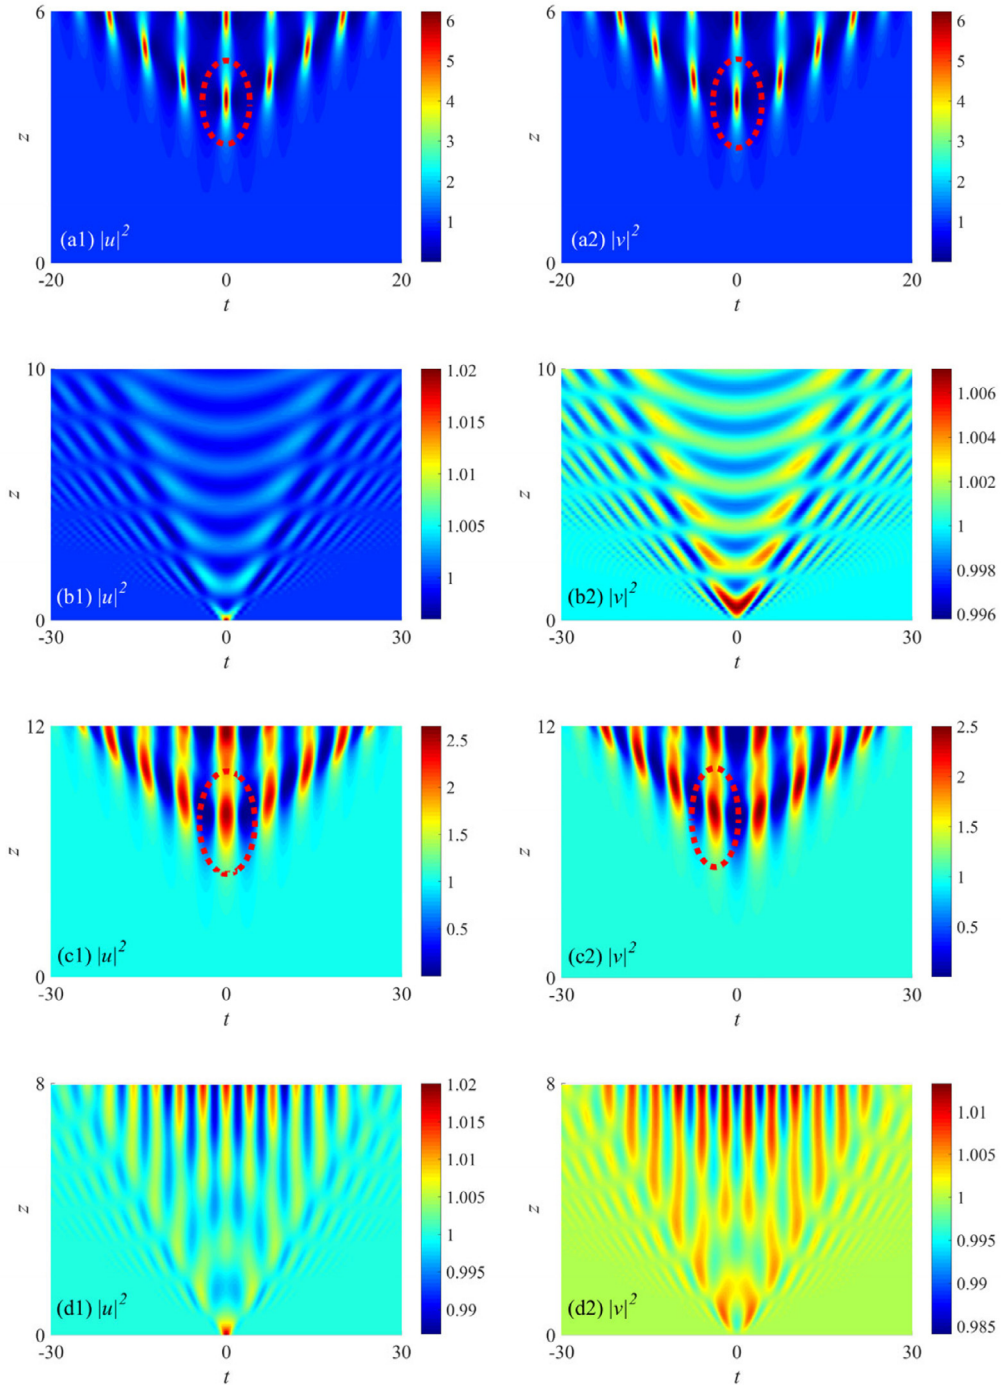 6
z
0
-20 0 20
t
(a1) |u|²
6
5
4
3
2
1
6
z
0
-20 0 20
t
(a2) |v|²
6
5
4
3
2
1
10
z
0
-30 0 30
t
(b1) |u|²
1.02
1.015
1.01
1.005
1
10
z
0
-30 0 30
t
(b2) |v|²
1.006
1.004
1.002
1
0.998
0.996
12
z
0
-30 0 30
t
(c1) |u|²
2.5
2
1.5
1
0.5
12
z
0
-30 0 30
t
(c2) |v|²
2.5
2
1.5
1
0.5
8
z
0
-30 0 30
t
(d1) |u|²
1.02
1.015
1.01
1.005
1
0.995
0.99
8
z
0
-30 0 30
t
(d2) |v|²
1.01
1.005
1
0.995
0.99
0.985